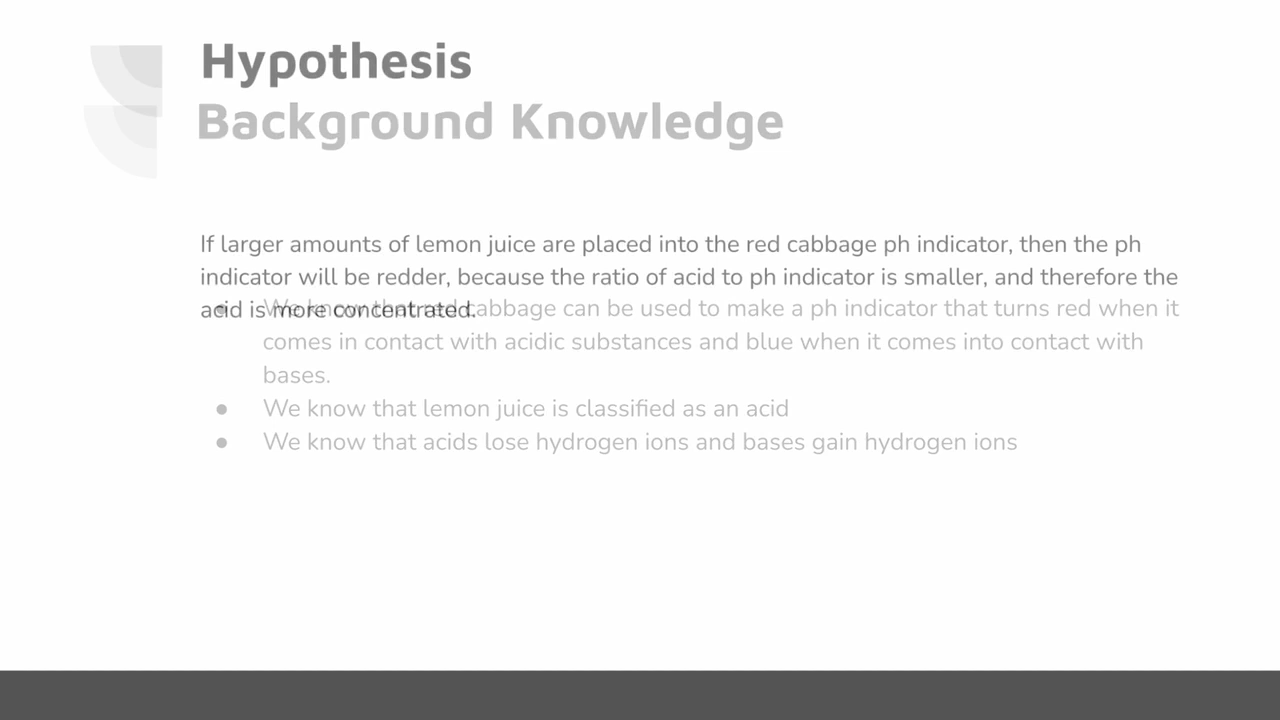 Hypothesis
Background Knowledge
If larger amounts of lemon juice are placed into the red cabbage ph indicator, then the ph
indicator will be redder, because the ratio of acid to ph indicator is smaller, and therefore the
acid is more concentrated.
● We know that red cabbage can be used to make a ph indicator that turns red when it
comes in contact with acidic substances and blue when it comes into contact with
bases.
● We know that lemon juice is classified as an acid
● We know that acids lose hydrogen ions and bases gain hydrogen ions